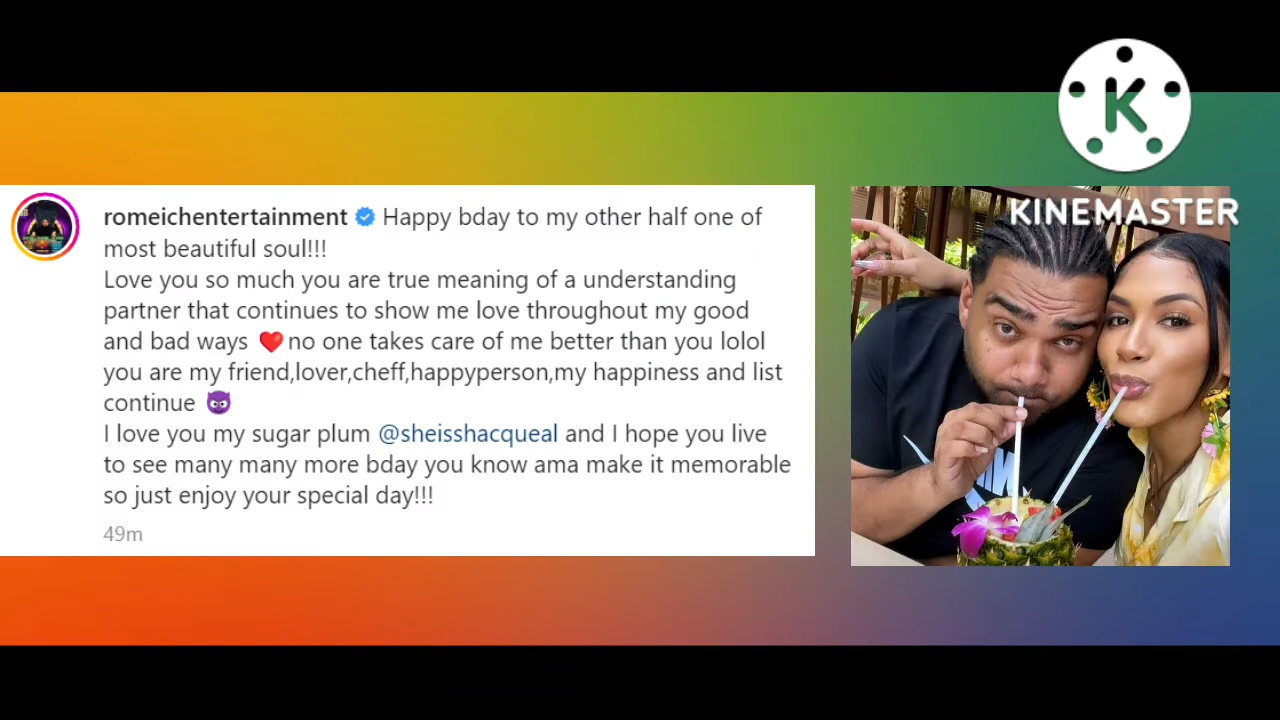 romeichentertainment Happy bday to my other half one of
most beautiful soul!!!
Love you so much you are true meaning of a understanding
partner that continues to show me love throughout my good
and bad ways ❤️no one takes care of me better than you lolol
you are my friend,lover,cheff,happyperson,my happiness and list
continue 😈
I love you my sugar plum @sheisshacqueal and I hope you live
to see many many more bday you know ama make it memorable
so just enjoy your special day!!!
49m
K
KINEMASTER